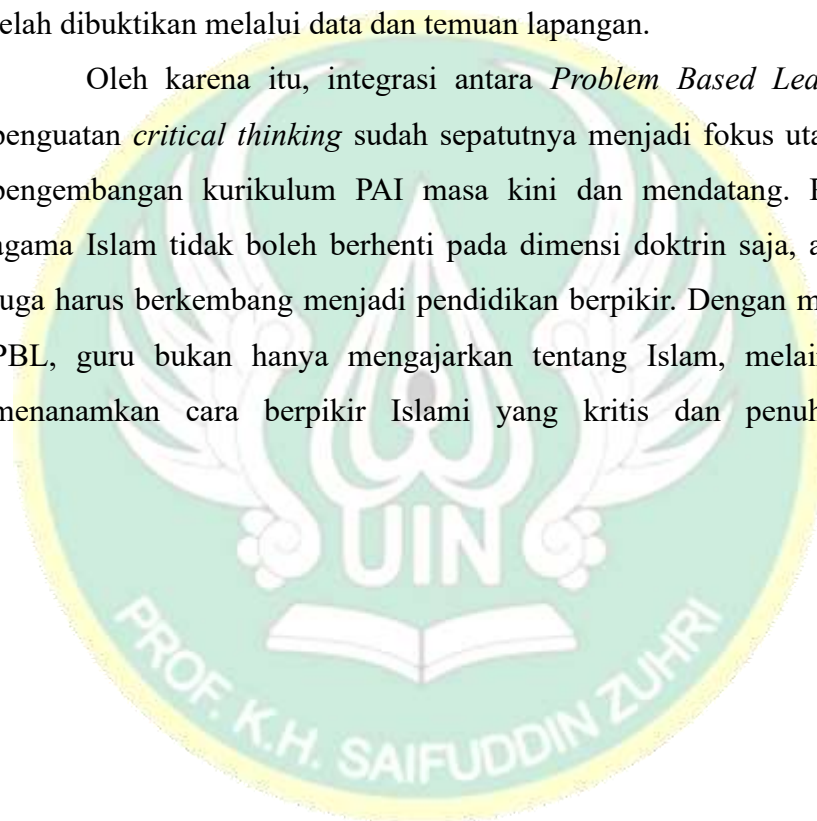 elah dibuktikan melalui data dan temuan lapangan.
Oleh karena itu, integrasi antara Problem Based Lea
penguatan critical thinking sudah sepatutnya menjadi fokus uta
pengembangan kurikulum PAI masa kini dan mendatang.
agama Islam tidak boleh berhenti pada dimensi doktrin saja, a
uga harus berkembang menjadi pendidikan berpikir. Dengan m
PBL, guru bukan hanya mengajarkan tentang Islam, melai
menanamkan cara berpikir Islami yang kritis dan penuh
UIN
PROF. K.H. SAIFUDDIN ZUHRI